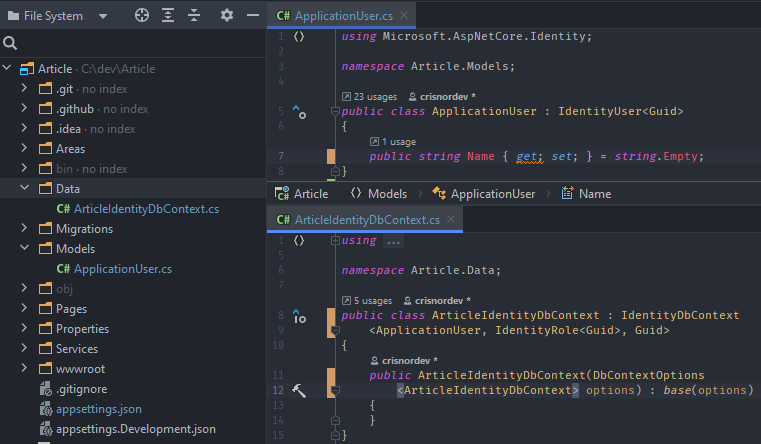 File System
Article C:\dev\Article
.git no index
.github no index
.idea no index
Areas
bin no index
Data
C# ArticleIdentityDbContext.cs
Migrations
Models
C# ApplicationUser.cs
obj
Pages
Properties
Services
wwwroot
.gitignore
appsettings.json
appsettings.Development.json
C# ApplicationUser.cs
1 using Microsoft.AspNetCore.Identity;
2
3 namespace Article.Models;
4
23 usages crisnordev *
5 public class ApplicationUser : IdentityUser<Guid>
6 {
1 usage
7 public string Name { get; set; } = string.Empty;
8 }
Article Models ApplicationUser Name
C# ArticleIdentityDbContext.cs
1 using ...
5
6 namespace Article.Data;
7
5 usages crisnordev *
8 public class ArticleIdentityDbContext : IdentityDbContext
9 <ApplicationUser, IdentityRole<Guid>, Guid>
10 {
crisnordev *
11 public ArticleIdentityDbContext(DbContextOptions
12 <ArticleIdentityDbContext> options) : base(options)
13 {
14 }
15 }